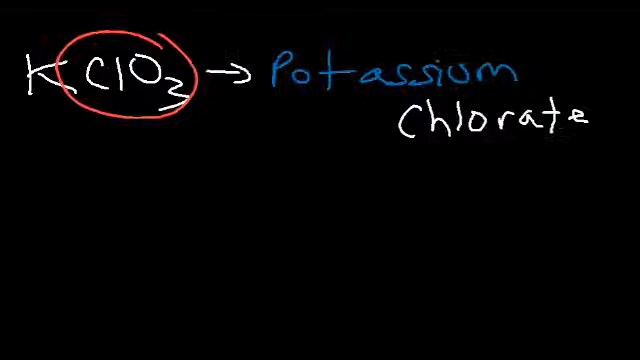 KClO₃ → Potassium
Chlorate